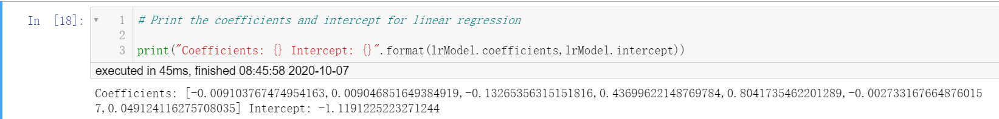 In [18]:
1 # Print the coefficients and intercept for linear regression
2
3 print("Coefficients: {} Intercept: {}".format(lrModel.coefficients,lrModel.intercept))
executed in 45ms, finished 08:45:58 2020-10-07
Coefficients: [-0.009103767474954163,0.009046851649384919,-0.13265356315151816,0.43699622148769784,0.8041735462201289,-0.002733167664876015
7,0.049124116275708035] Intercept: -1.1191225223271244